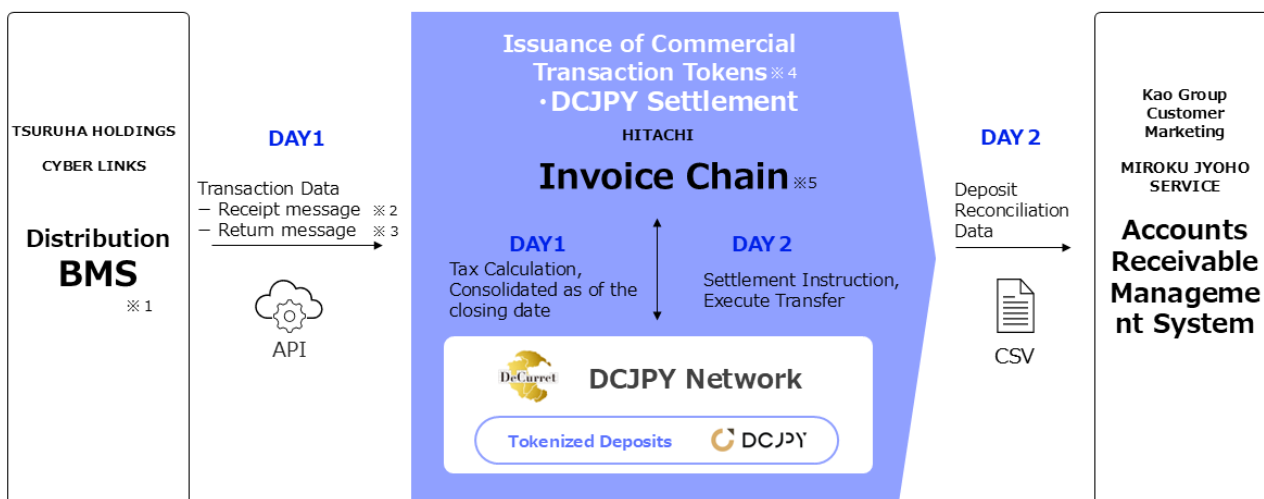 TSURUHA HOLDINGS
CYBER LINKS
Distribution
BMS
※1
DAY1
Transaction Data
− Receipt message ※2
− Return message ※3
API
Issuance of Commercial
Transaction Tokens※4
・DCJPY Settlement
HITACHI
Invoice Chain※5
DAY1
Tax Calculation,
Consolidated as of the
closing date
DAY 2
Settlement Instruction,
Execute Transfer
DeCurret
DCJPY Network
Tokenized Deposits
DCJPY
DAY 2
Deposit
Reconciliation
Data
CSV
Kao Group
Customer
Marketing
MIROKU JYOHO
SERVICE
Accounts
Receivable
Manageme
nt System